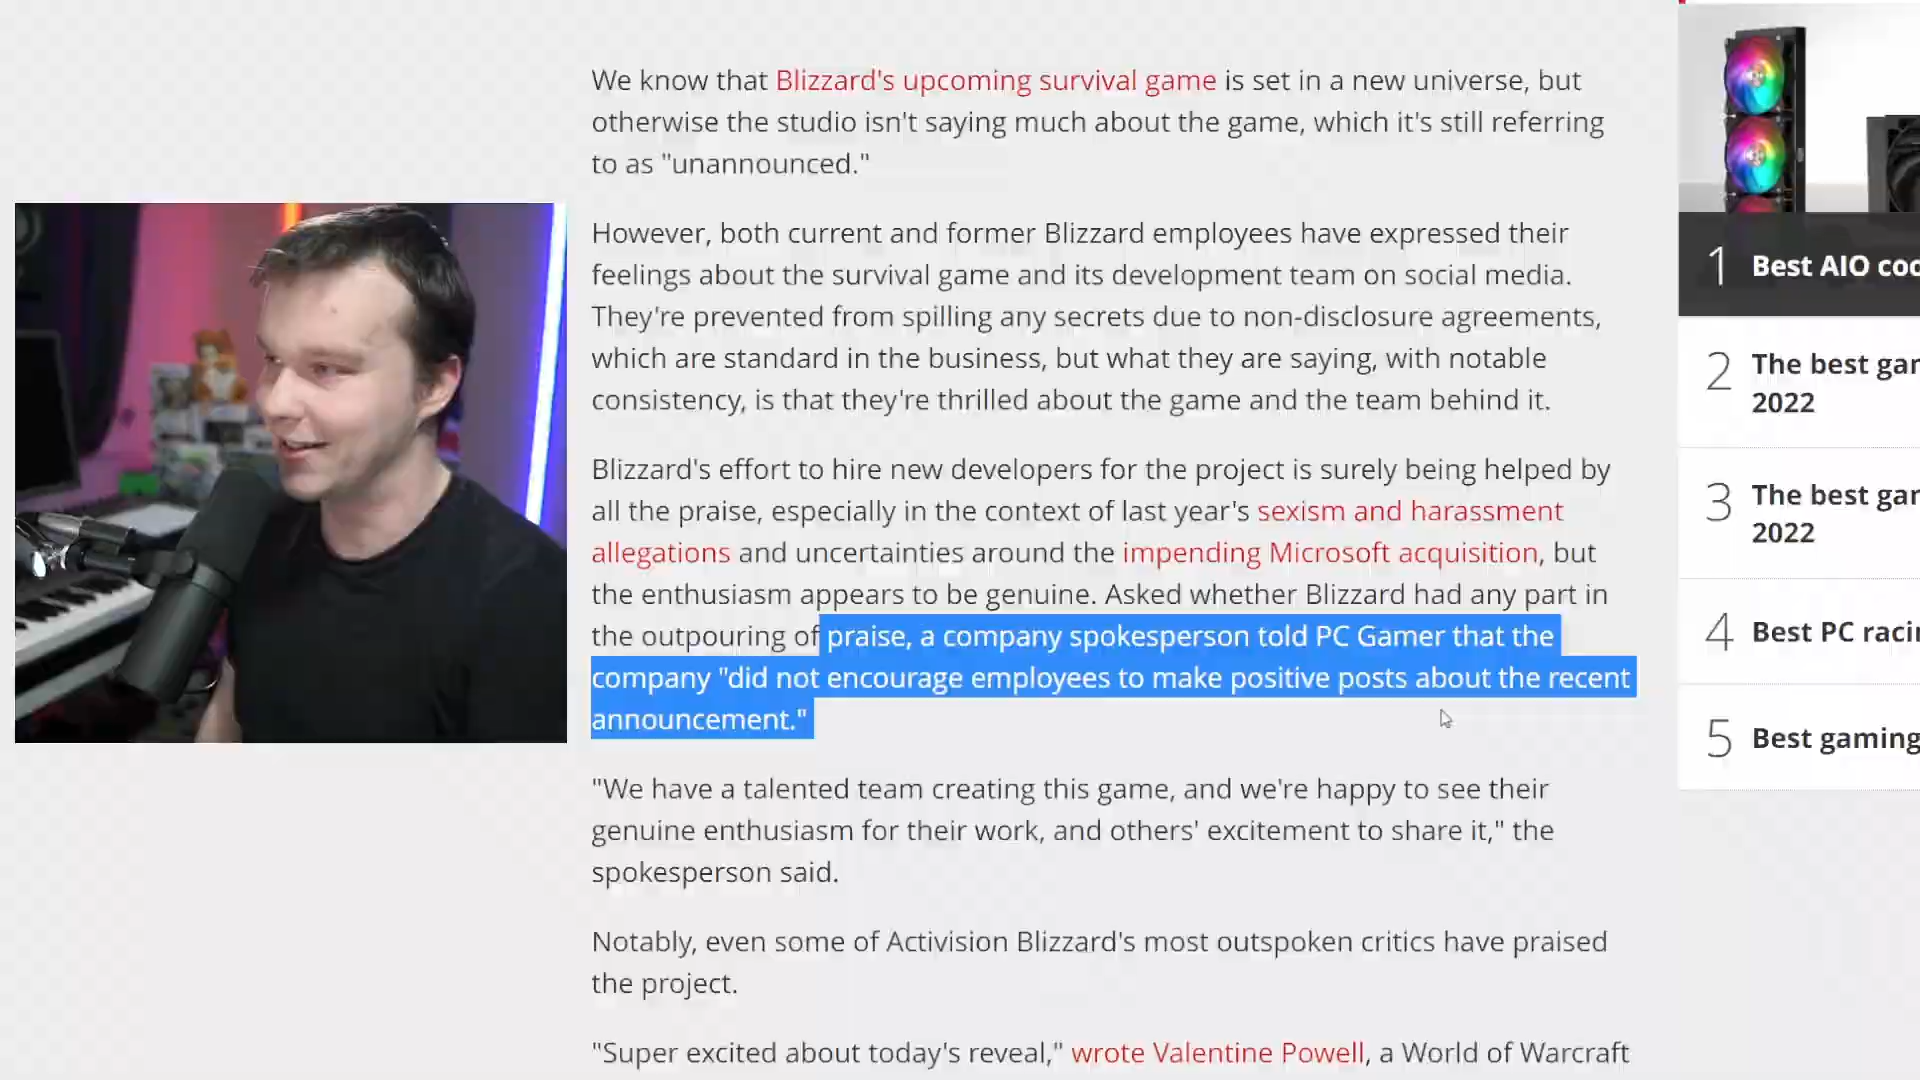 We know that Blizzard's upcoming survival game is set in a new universe, but
otherwise the studio isn't saying much about the game, which it's still referring
to as "unannounced."
However, both current and former Blizzard employees have expressed their
feelings about the survival game and its development team on social media.
They're prevented from spilling any secrets due to non-disclosure agreements,
which are standard in the business, but what they are saying, with notable
consistency, is that they're thrilled about the game and the team behind it.
Blizzard's effort to hire new developers for the project is surely being helped by
all the praise, especially in the context of last year's sexism and harassment
allegations and uncertainties around the impending Microsoft acquisition, but
the enthusiasm appears to be genuine. Asked whether Blizzard had any part in
the outpouring of praise, a company spokesperson told PC Gamer that the
company "did not encourage employees to make positive posts about the recent
announcement."
"We have a talented team creating this game, and we're happy to see their
genuine enthusiasm for their work, and others' excitement to share it," the
spokesperson said.
Notably, even some of Activision Blizzard's most outspoken critics have praised
the project.
"Super excited about today's reveal," wrote Valentine Powell, a World of Warcraft
1 Best AIO
2 The best
2022
3 The best
2022
4 Best PC
5 Best gaming